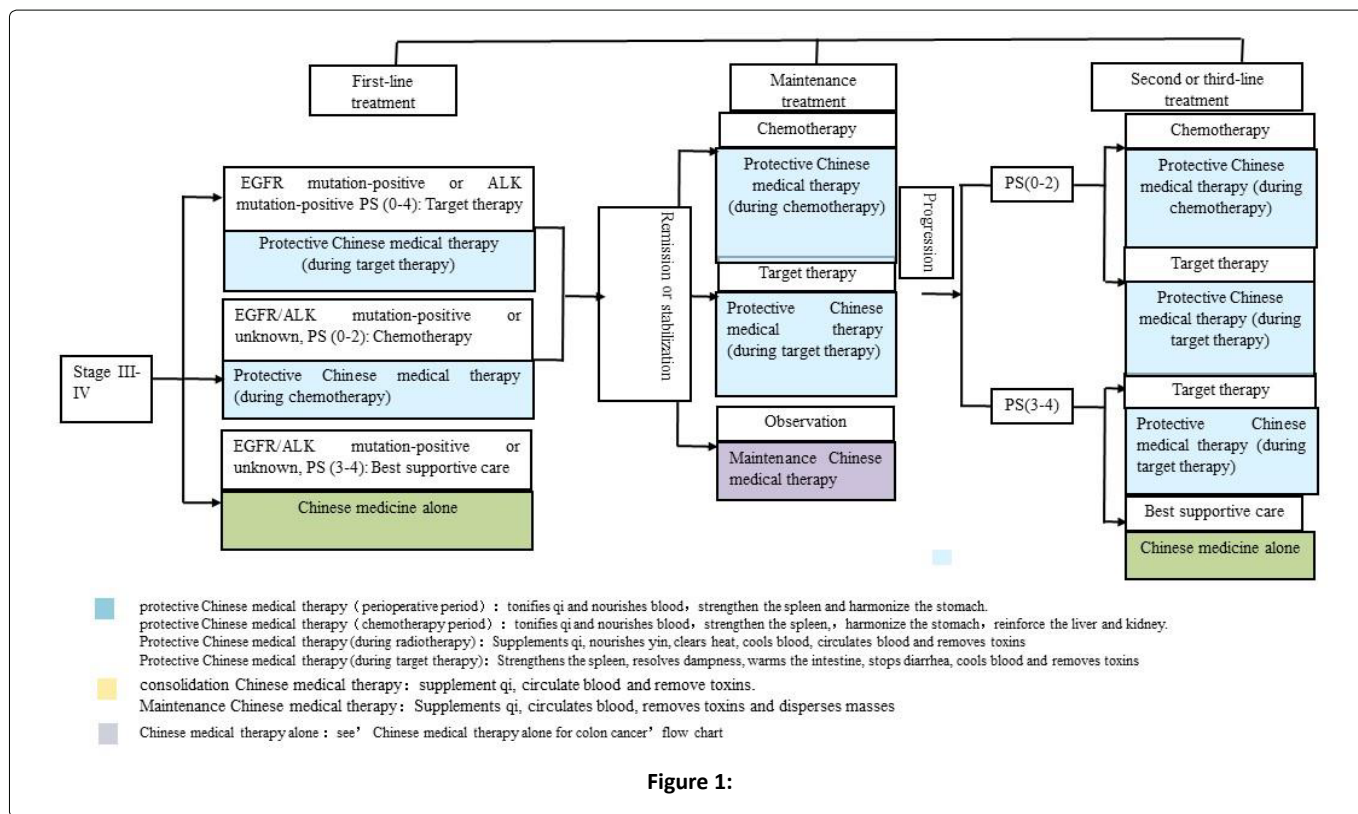 First-line
treatment
Maintenance
treatment
Second or third-line
treatment
Stage III-
IV
EGFR mutation-positive or ALK
mutation-positive PS (0-4): Target therapy
Protective Chinese medical therapy
(during target therapy)
EGFR/ALK mutation-positive or
unknown, PS (0-2): Chemotherapy
Protective Chinese medical therapy
(during chemotherapy)
EGFR/ALK mutation-positive or
unknown, PS (3-4): Best supportive care
Chinese medicine alone
Remission or stabilization
Chemotherapy
Protective Chinese
medical therapy
(during chemotherapy)
Target therapy
Protective Chinese
medical therapy
(during target therapy)
Observation
Maintenance Chinese
medical therapy
Progression
PS(0-2)
PS(3-4)
Chemotherapy
Protective Chinese
medical therapy (during
chemotherapy)
Target therapy
Protective Chinese
medical therapy (during
target therapy)
Target therapy
Protective Chinese
medical therapy (during
target therapy)
Best supportive care
Chinese medicine alone
protective Chinese medical therapy（perioperative period）：tonifies qi and nourishes blood，strengthen the spleen and harmonize the stomach.
protective Chinese medical therapy（chemotherapy period）：tonifies qi and nourishes blood，strengthen the spleen,，harmonize the stomach，reinforce the liver and kidney.
Protective Chinese medical therapy (during radiotherapy)：Supplements qi, nourishes yin, clears heat, cools blood, circulates blood and removes toxins
Protective Chinese medical therapy (during target therapy)：Strengthens the spleen, resolves dampness, warms the intestine, stops diarrhea, cools blood and removes toxins
consolidation Chinese medical therapy：supplement qi, circulate blood and remove toxins.
Maintenance Chinese medical therapy：Supplements qi, circulates blood, removes toxins and disperses masses
Chinese medical therapy alone：see’ Chinese medical therapy alone for colon cancer’ flow chart
Figure 1: